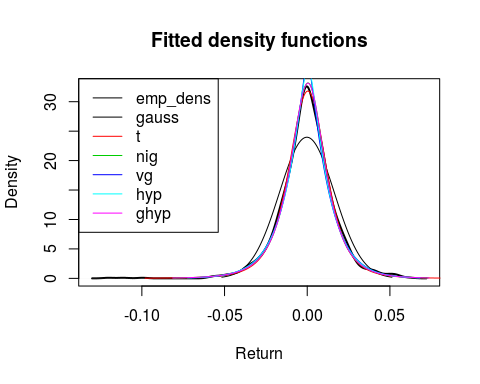 Fitted density functions
emp_dens
gauss
t
nig
vg
hyp
ghyp
Density
30
20
10
5
0
-0.10
-0.05
0.00
0.05
Return